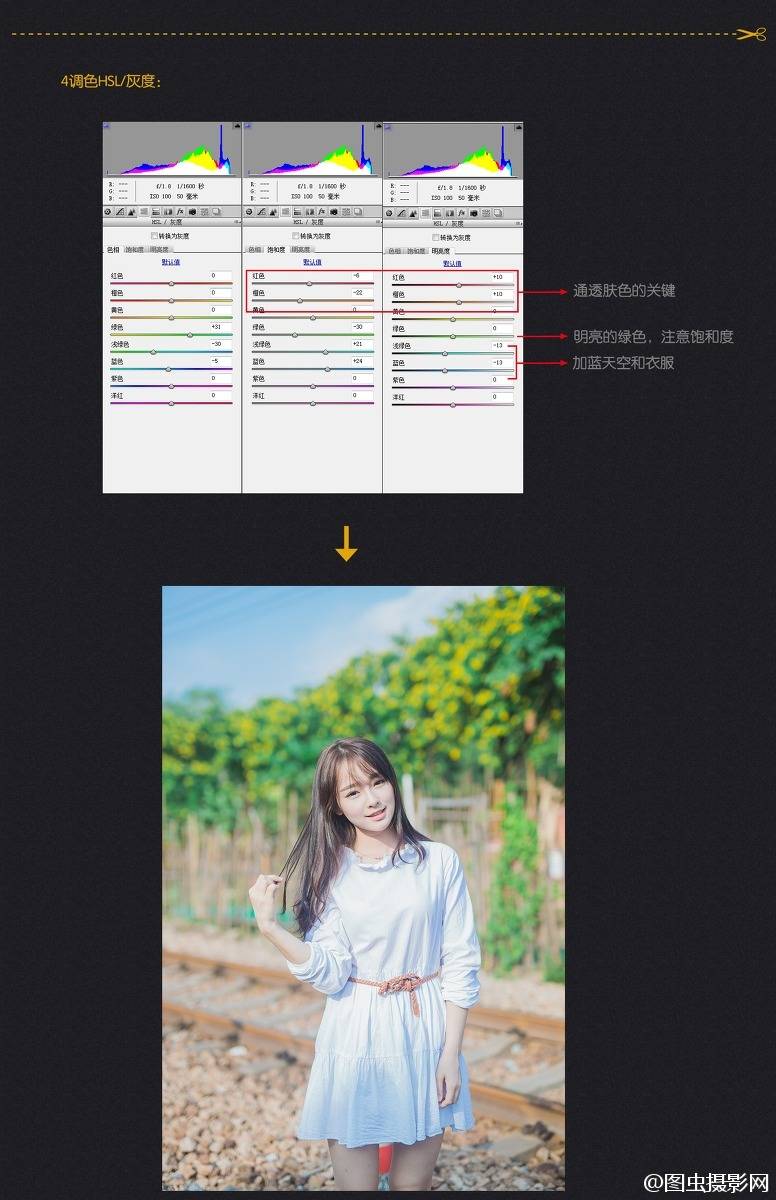 4调色HSL/灰度:
R: ---
G: ---
B: ---
f/1.8 1/1600 秒
ISO 100 50 毫米
R: ---
G: ---
B: ---
f/1.8 1/1600 秒
ISO 100 50 毫米
R: ---
G: ---
B: ---
f/1.8 1/1600 秒
ISO 100 50 毫米
HSL / 灰度
转换为灰度
色相 饱和度 明亮度
默认值
红色 0
橙色 0
黄色 0
绿色 +31
浅绿色 -30
蓝色 -5
紫色 0
洋红 0
HSL / 灰度
转换为灰度
色相 饱和度 明亮度
默认值
红色 -6
橙色 -22
黄色 0
绿色 -30
浅绿色 +21
蓝色 +24
紫色 0
洋红 0
HSL / 灰度
转换为灰度
色相 饱和度 明亮度
默认值
红色 +10
橙色 +10
黄色 0
绿色 0
浅绿色 -13
蓝色 -13
紫色 0
洋红 0
通透肤色的关键
明亮的绿色，注意饱和度
加蓝天空和衣服
@图虫摄影网